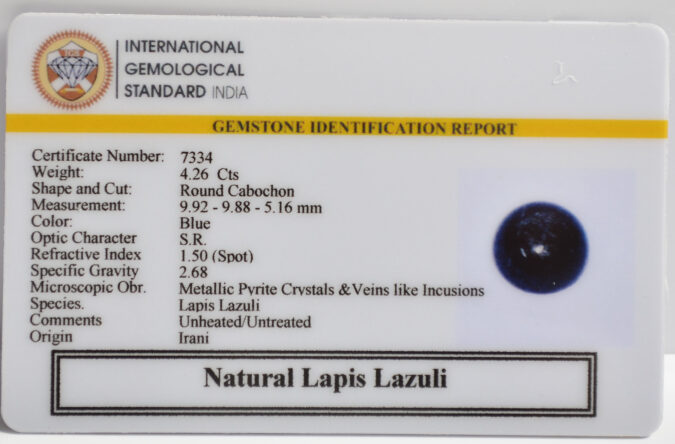 INTERNATIONAL
GEMOLOGICAL
STANDARD INDIA
GEMSTONE IDENTIFICATION REPORT
Certificate Number: 7334
Weight: 4.26 Cts
Shape and Cut: Round Cabochon
Measurement: 9.92 - 9.88 - 5.16 mm
Color: Blue
Optic Character S.R.
Refractive Index 1.50 (Spot)
Specific Gravity 2.68
Microscopic Obr. Metallic Pyrite Crystals &Veins like Incusions
Species. Lapis Lazuli
Comments Unheated/Untreated
Origin Irani
Natural Lapis Lazuli